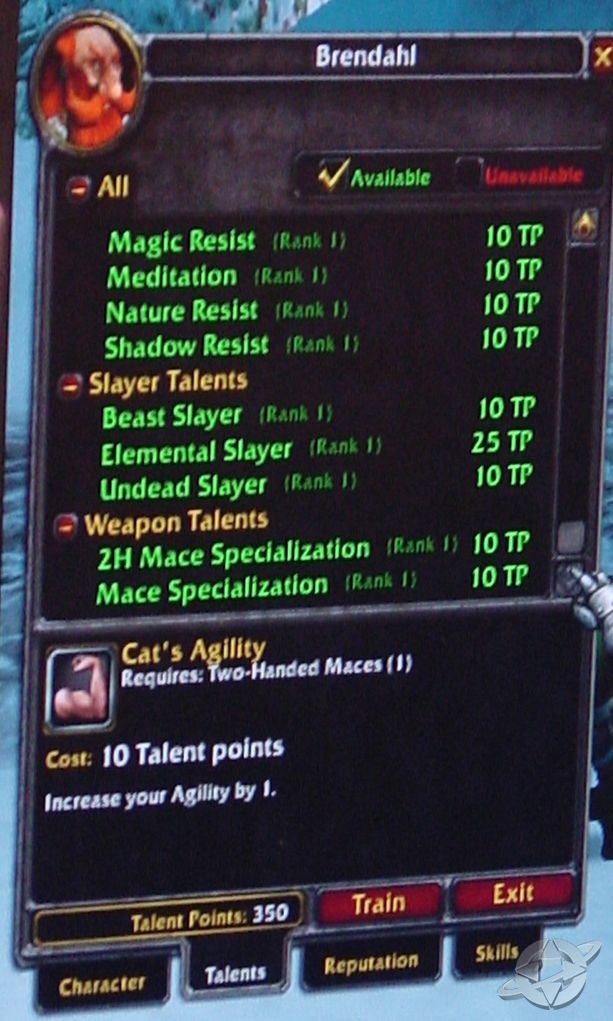 Brendahl
All
Available
Unavailable
Magic Resist (Rank 1) 10 TP
Meditation (Rank 1) 10 TP
Nature Resist (Rank 1) 10 TP
Shadow Resist (Rank 1) 10 TP
Slayer Talents
Beast Slayer (Rank 1) 10 TP
Elemental Slayer (Rank 1) 25 TP
Undead Slayer (Rank 1) 10 TP
Weapon Talents
2H Mace Specialization (Rank 1) 10 TP
Mace Specialization (Rank 1) 10 TP
Cat's Agility
Requires: Two-Handed Maces (1)
Cost: 10 Talent points
Increase your Agility by 1.
Talent Points: 350
Train
Exit
Character
Talents
Reputation
Skills